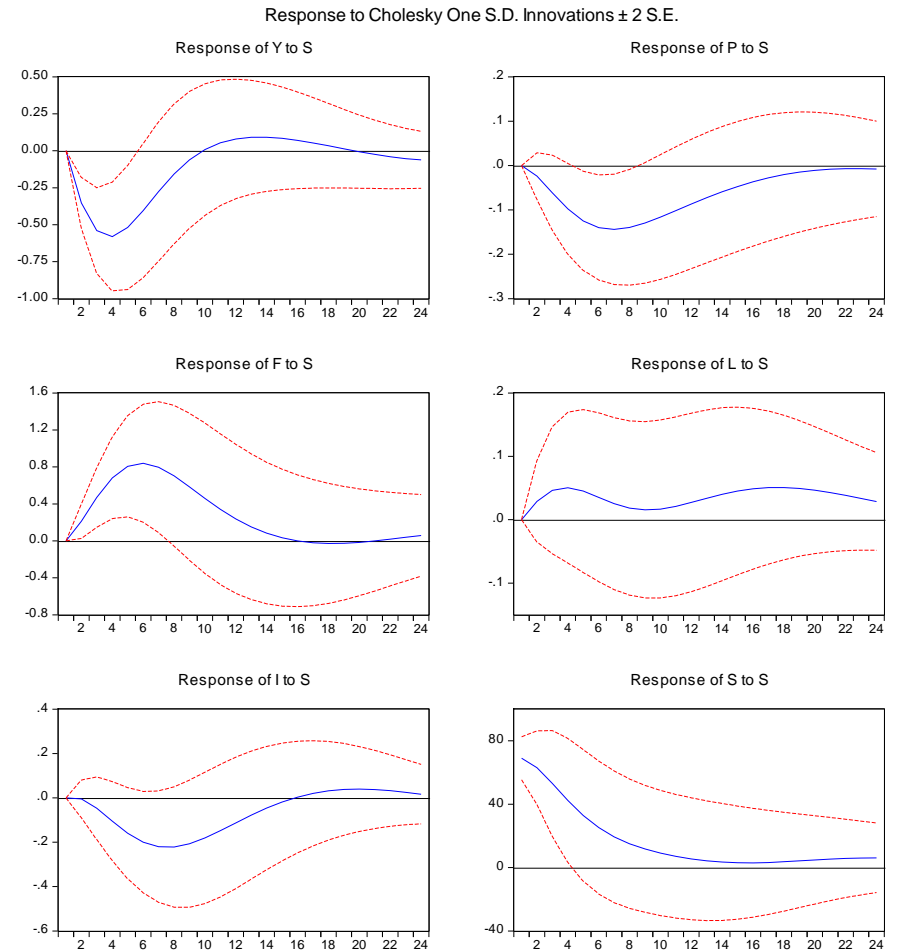 Response to Cholesky One S.D. Innovations ± 2 S.E.
Response of Y to S
0.50
0.25
0.00
-0.25
-0.50
-0.75
-1.00
2 4 6 8 10 12 14 16 18 20 22 24
Response of P to S
.2
.1
.0
-.1
-.2
-.3
2 4 6 8 10 12 14 16 18 20 22 24
Response of F to S
1.6
1.2
0.8
0.4
0.0
-0.4
-0.8
2 4 6 8 10 12 14 16 18 20 22 24
Response of L to S
.2
.1
.0
-.1
2 4 6 8 10 12 14 16 18 20 22 24
Response of I to S
.4
.2
.0
-.2
-.4
-.6
2 4 6 8 10 12 14 16 18 20 22 24
Response of S to S
80
40
0
-40
2 4 6 8 10 12 14 16 18 20 22 24